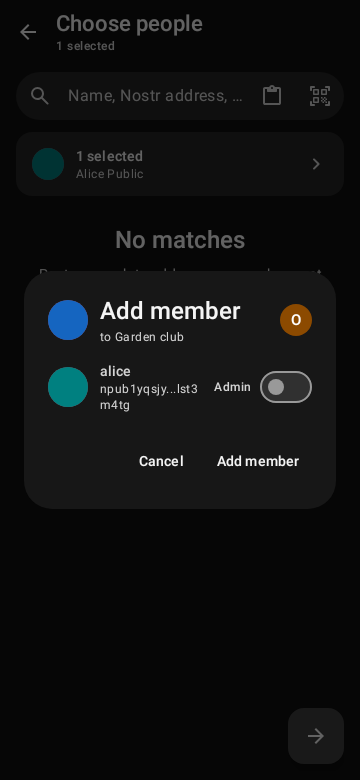 Choose people
1 selected
Name, Nostr address, …
1 selected
Alice Public
No matches
Add member
to Garden club
O
alice
npub1yqsjy...lst3
m4tg
Admin
Cancel
Add member